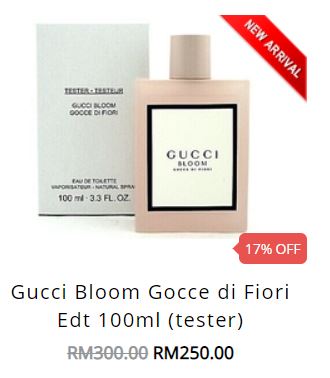 NEW ARRIVAL
TESTER - TESTEUR
GUCCI BLOOM
GOCCE DI FIORI
EAU DE TOILETTE
VAPORISATEUR - NATURAL SPRAY
100 ml · 3.3 FL. OZ.
GUCCI
BLOOM
GOCCE DI FIORI
17% OFF
Gucci Bloom Gocce di Fiori
Edt 100ml (tester)
RM300.00 RM250.00